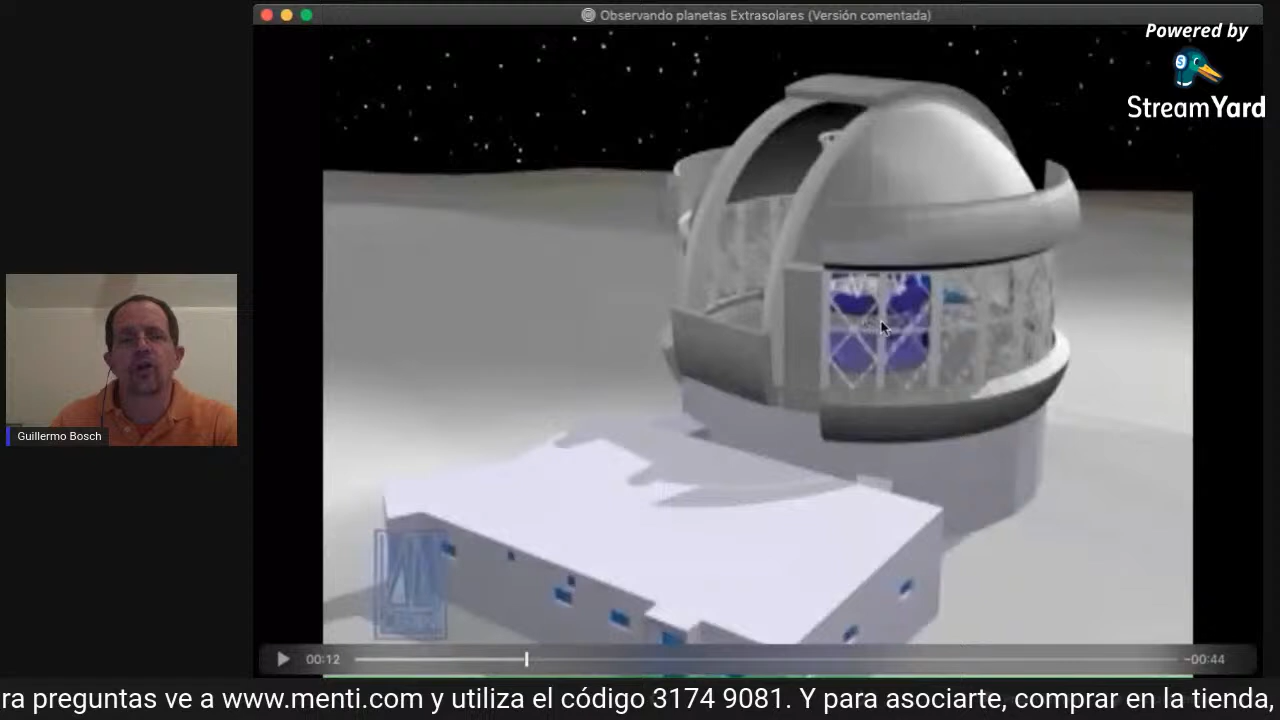 Observando planetas Extrasolares (Versión comentada)
Powered by
StreamYard
Guillermo Bosch
00:12
-00:44
ra preguntas ve a www.menti.com y utiliza el código 3174 9081. Y para asociarte, comprar en la tienda,